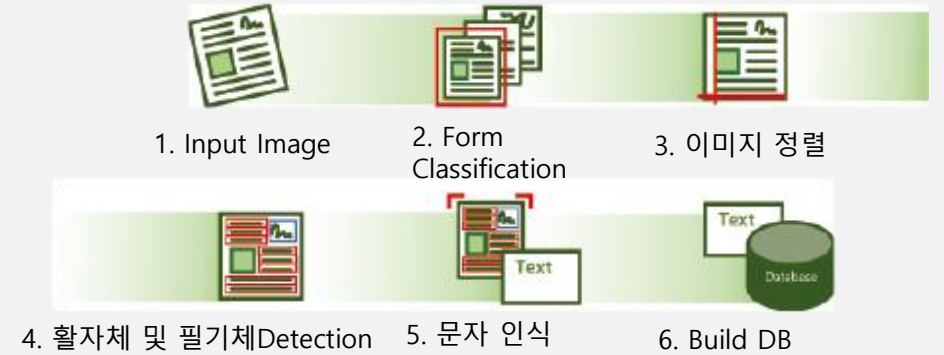 1. Input Image
2. Form
Classification
3. 이미지 정렬
Text
Text
Database
4. 활자체 및 필기체Detection
5. 문자 인식
6. Build DB